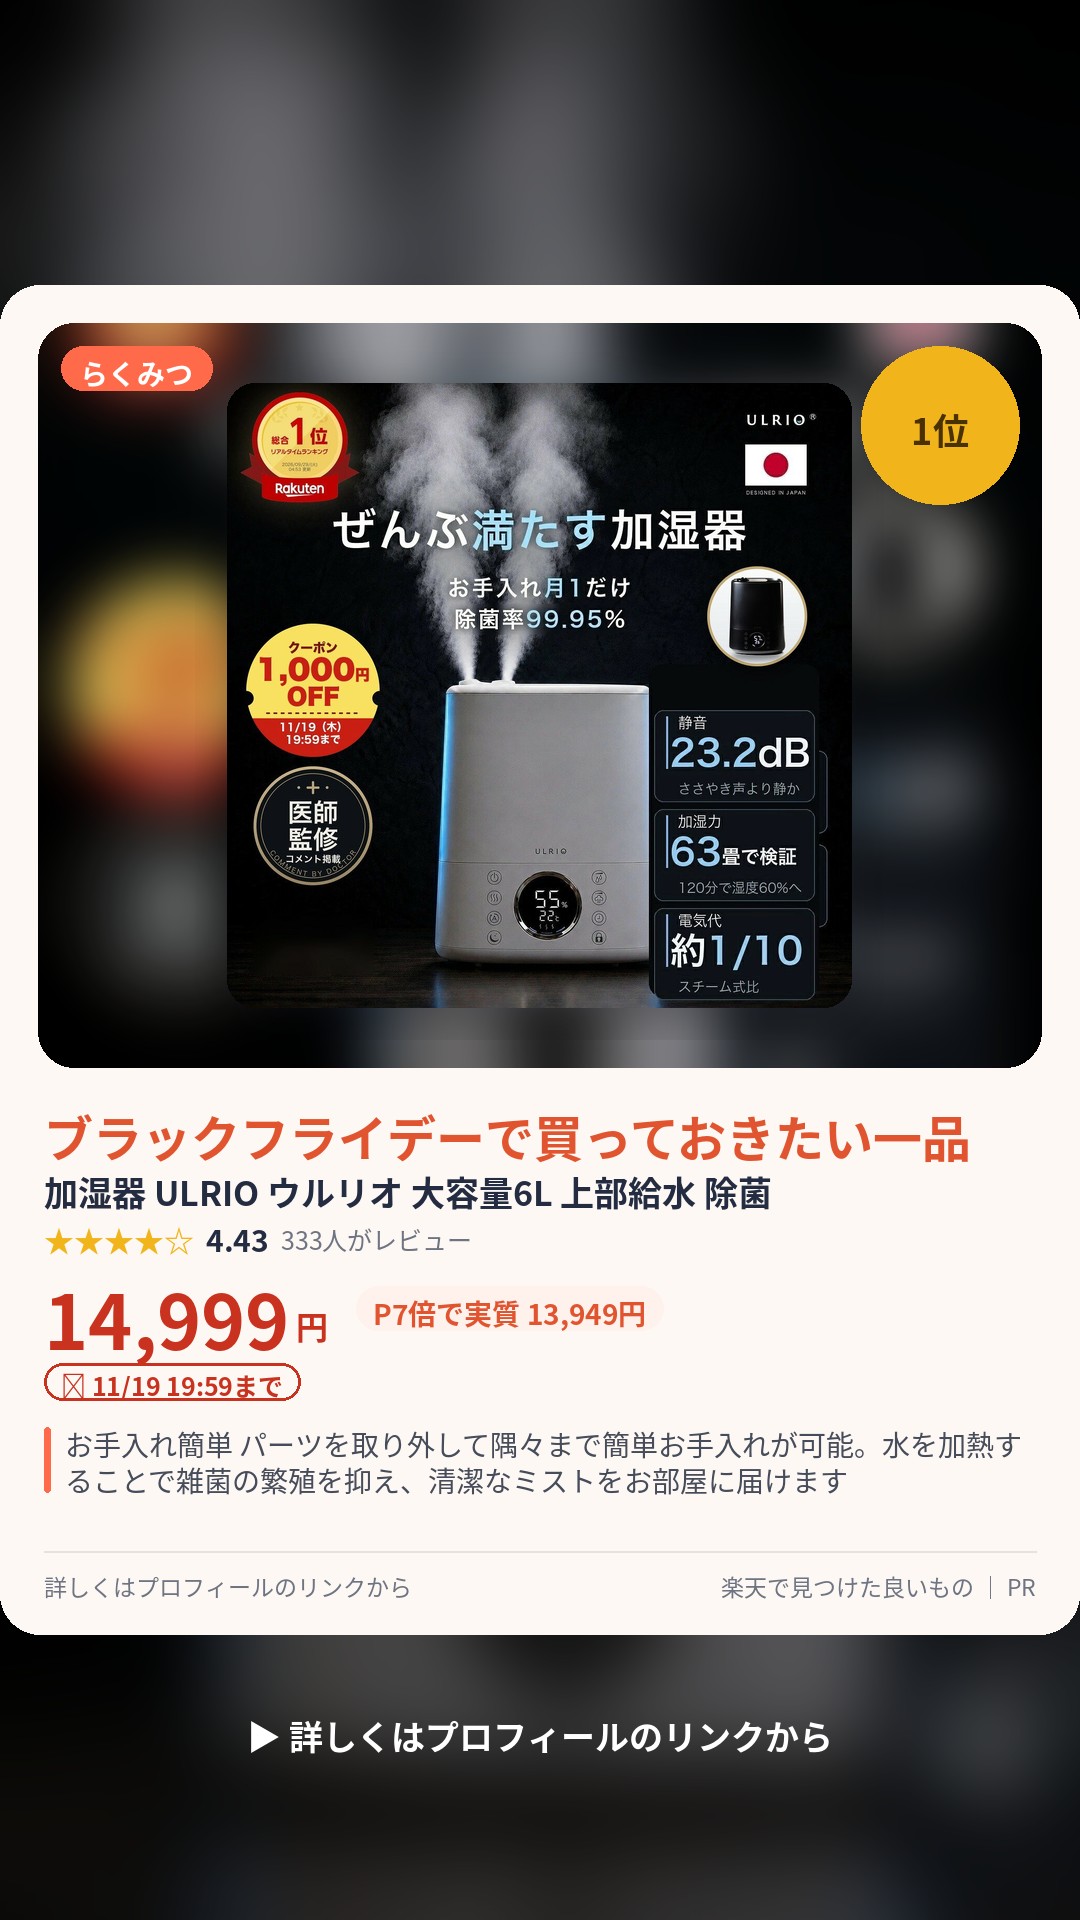 らくみつ
1位
総合1位
リアルタイムランキング
Rakuten
ULRIO®
DESIGNED IN JAPAN
ぜんぶ満たす加湿器
お手入れ月1だけ
除菌率99.95%
クーポン
1,000円
OFF
11/19（木）
19:59まで
医師
監修
コメント掲載
COMMENT BY DOCTOR
静音
23.2dB
ささやき声より静か
加湿力
63畳で検証
120分で湿度60%へ
電気代
約1/10
スチーム式比
ULRIO
55%
22℃
ブラックフライデーで買っておきたい一品
加湿器 ULRIO ウルリオ 大容量6L 上部給水 除菌
★★★★☆ 4.43 333人がレビュー
14,999円 P7倍で実質 13,949円
11/19 19:59まで
お手入れ簡単 パーツを取り外して隅々まで簡単お手入れが可能。水を加熱す
ることで雑菌の繁殖を抑え、清潔なミストをお部屋に届けます
詳しくはプロフィールのリンクから
楽天で見つけた良いもの ｜ PR
▶ 詳しくはプロフィールのリンクから